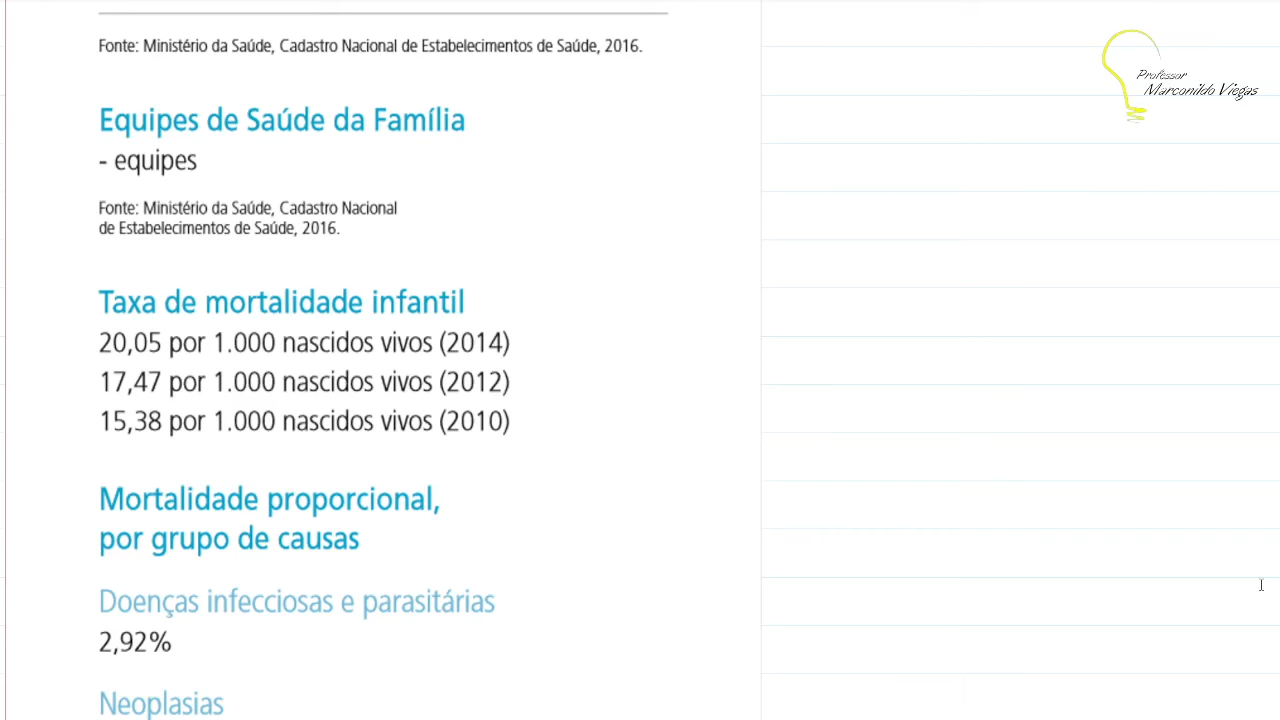 Fonte: Ministério da Saúde, Cadastro Nacional de Estabelecimentos de Saúde, 2016.
Professor
Marconildo Viegas
Equipes de Saúde da Família
- equipes
Fonte: Ministério da Saúde, Cadastro Nacional
de Estabelecimentos de Saúde, 2016.
Taxa de mortalidade infantil
20,05 por 1.000 nascidos vivos (2014)
17,47 por 1.000 nascidos vivos (2012)
15,38 por 1.000 nascidos vivos (2010)
Mortalidade proporcional,
por grupo de causas
Doenças infecciosas e parasitárias
2,92%
Neoplasias